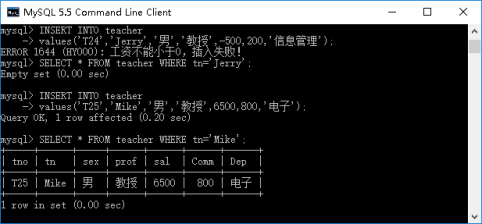 MySQL 5.5 Command Line Client
mysql> INSERT INTO teacher
-> values('T24','Jerry','男','教授',-500,200,'信息管理');
ERROR 1644 (HY000): 工资不能小于0，插入失败！
mysql> SELECT * FROM teacher WHERE tn='Jerry';
Empty set (0.00 sec)
mysql> INSERT INTO teacher
-> values('T25','Mike','男','教授',6500,800,'电子');
Query OK, 1 row affected (0.20 sec)
mysql> SELECT * FROM teacher WHERE tn='Mike';
| tno | tn | sex | prof | sal | Comm | Dep |
| T25 | Mike | 男 | 教授 | 6500 | 800 | 电子 |
1 row in set (0.00 sec)